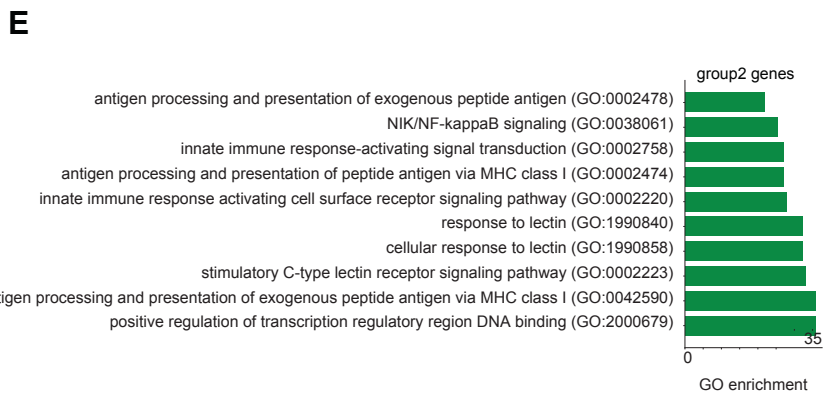 E
group2 genes
antigen processing and presentation of exogenous peptide antigen (GO:0002478)
NIK/NF-kappaB signaling (GO:0038061)
innate immune response-activating signal transduction (GO:0002758)
antigen processing and presentation of peptide antigen via MHC class I (GO:0002474)
innate immune response activating cell surface receptor signaling pathway (GO:0002220)
response to lectin (GO:1990840)
cellular response to lectin (GO:1990858)
stimulatory C-type lectin receptor signaling pathway (GO:0002223)
tigen processing and presentation of exogenous peptide antigen via MHC class I (GO:0042590)
positive regulation of transcription regulatory region DNA binding (GO:2000679)
35
0
GO enrichment